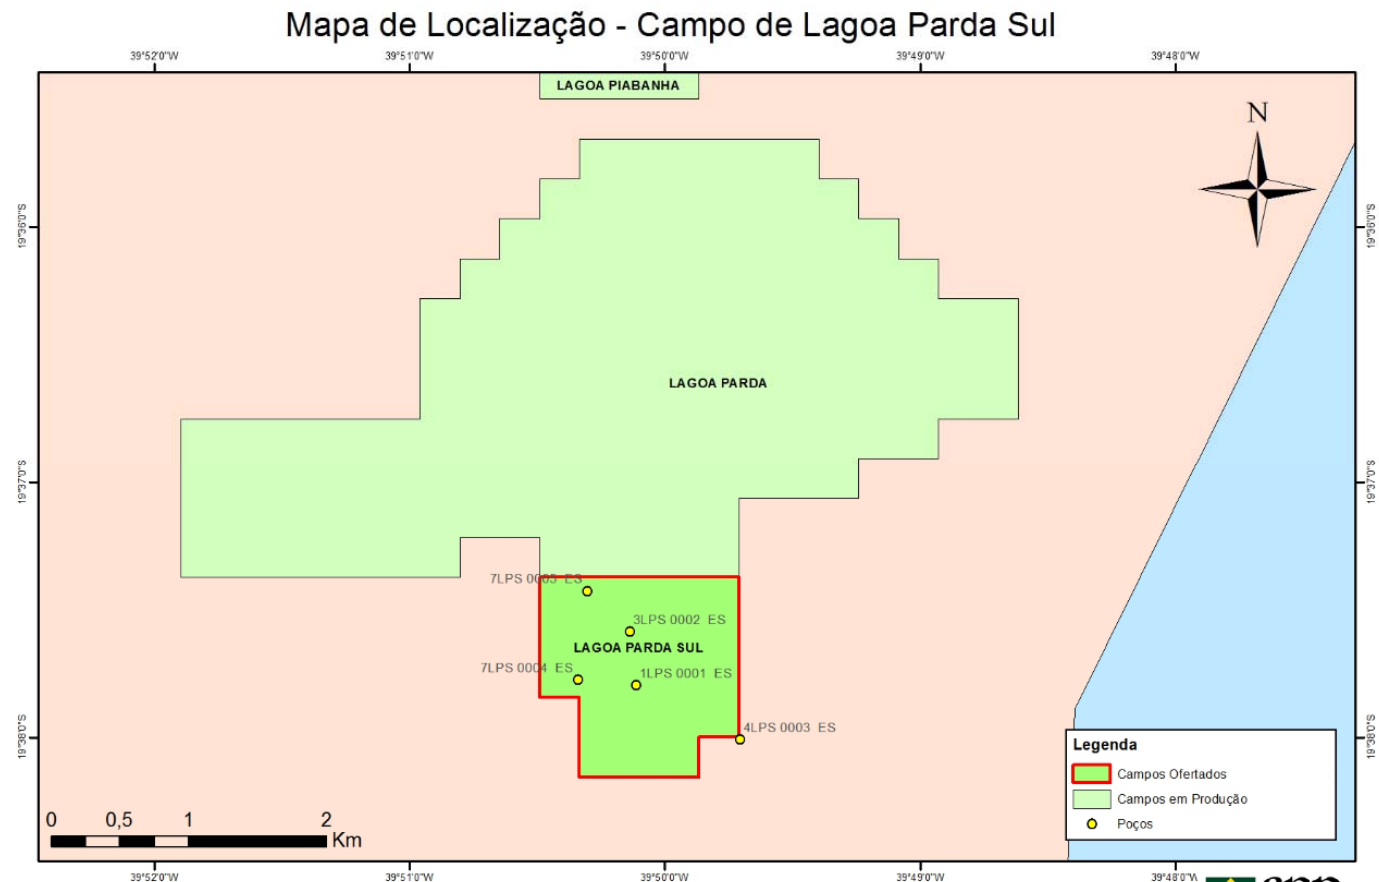 Mapa de Localização - Campo de Lagoa Parda Sul
39°52'0"W 39°51'0"W 39°50'0"W 39°49'0"W 39°48'0"W
LAGOA PIABANHA
N
19°36'0"S 19°36'0"S
LAGOA PARDA
19°37'0"S 19°37'0"S
7LPS 0005 ES
3LPS 0002 ES
LAGOA PARDA SUL
7LPS 0004 ES
1LPS 0001 ES
4LPS 0003 ES
19°38'0"S 19°38'0"S
Legenda
Campos Ofertados
Campos em Produção
Poços
0 0,5 1 2
Km
39°52'0"W 39°51'0"W 39°50'0"W 39°49'0"W 39°48'0"W